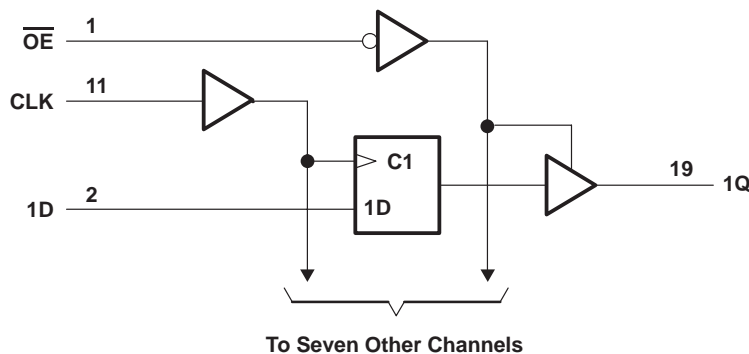 OE 1
CLK 11
C1
1D 2 1D
19 1Q
To Seven Other Channels